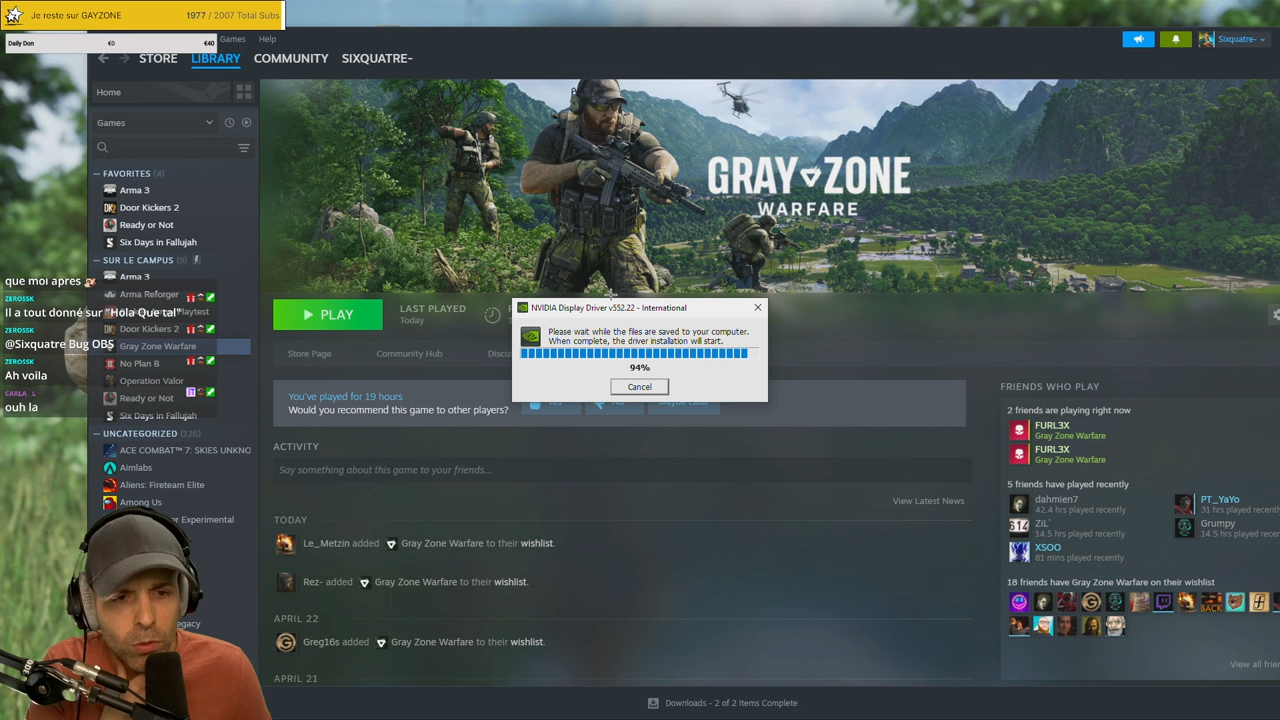 Je reste sur GAYZONE
1977 / 2007 Total Subs
Daily Don
€0
€40
Games
Help
Sixquatre-
STORE
LIBRARY
COMMUNITY
SIXQUATRE-
Home
Games
FAVORITES (4)
Arma 3
Door Kickers 2
Ready or Not
Six Days in Fallujah
SUR LE CAMPUS (9)
Arma 3
Arma Reforger
Door Kickers 2
Gray Zone Warfare
No Plan B
Operation Valor
Ready or Not
Six Days in Fallujah
UNCATEGORIZED (126)
ACE COMBAT™ 7: SKIES UNKNO
Aimlabs
Aliens: Fireteam Elite
Among Us
Experimental
egacy
que moi apres
ZEROSSK
Il a tout donné sur "Hola Que tal"
ZEROSSK
@Sixquatre Bug OBS
ZEROSSK
Ah voila
CARLA_L
ouh la
GRAY ZONE
WARFARE
PLAY
LAST PLAYED
Today
Store Page
Community Hub
NVIDIA Display Driver v552.22 - International
Please wait while the files are saved to your computer.
When complete, the driver installation will start.
94%
Cancel
You've played for 19 hours
Would you recommend this game to other players?
Yes
No
Maybe Later
ACTIVITY
Say something about this game to your friends...
View Latest News
TODAY
Le_Metzin added Gray Zone Warfare to their wishlist.
Rez- added Gray Zone Warfare to their wishlist.
APRIL 22
Greg16s added Gray Zone Warfare to their wishlist.
APRIL 21
FRIENDS WHO PLAY
2 friends are playing right now
FURL3X
Gray Zone Warfare
FURL3X
Gray Zone Warfare
5 friends have played recently
dahmien7
42.4 hrs played recently
PT_YaYo
31 hrs played recently
ZiL`
14.5 hrs played recently
Grumpy
14.5 hrs played recently
XSOO
81 mins played recently
18 friends have Gray Zone Warfare on their wishlist
View all frien
Downloads - 2 of 2 Items Complete